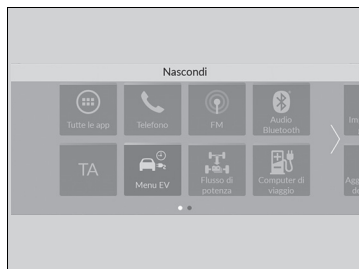 Nascondi
Tutte le app
Telefono
FM
Audio
Bluetooth
TA
Menu EV
Flusso di
potenza
Computer di
viaggio